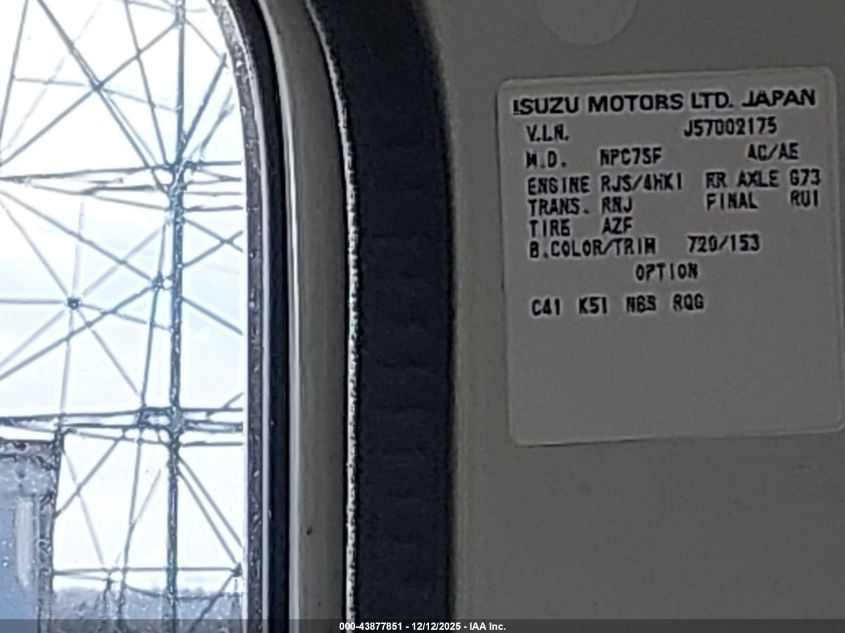 ISUZU MOTORS LTD. JAPAN
V.I.N. J57002175
M.D. NPC75F AC/AE
ENGINE RJS/4HK1 RR AXLE G73
TRANS. RNJ FINAL RU1
TIRE AZF
B.COLOR/TRIM 729/153
OPTION
C41 K51 N6S RQG
000-43877851 - 12/12/2025 - IAA Inc.